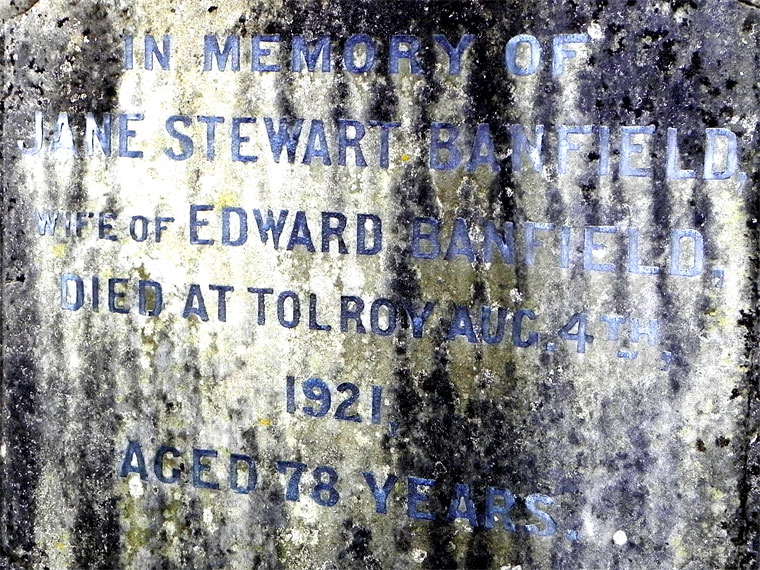 IN MEMORY OF
JANE STEWART BANFIELD,
WIFE OF EDWARD BANFIELD,
DIED AT TOLROY AUG. 4TH,
1921,
AGED 78 YEARS.